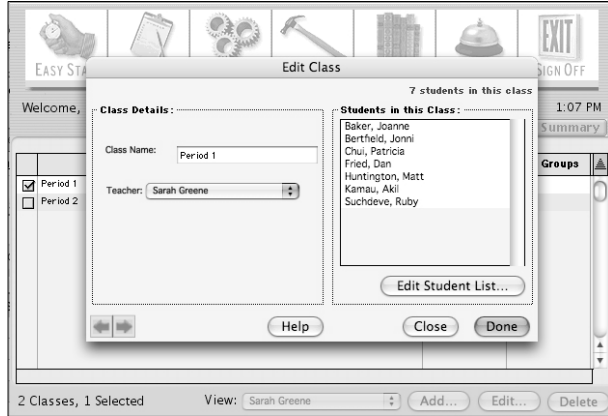 EASY STA
EXIT
SIGN OFF
Edit Class
7 students in this class
Welcome,
1:07 PM
Summary
Class Details:
Class Name:
Period 1
Teacher: Sarah Greene
Students in this Class:
Baker, Joanne
Bertfield, Jonni
Chui, Patricia
Fried, Dan
Huntington, Matt
Kamau, Akil
Suchdeve, Ruby
Edit Student List...
Groups
Period 1
Period 2
Help
Close
Done
2 Classes, 1 Selected
View: Sarah Greene
Add...
Edit...
Delete